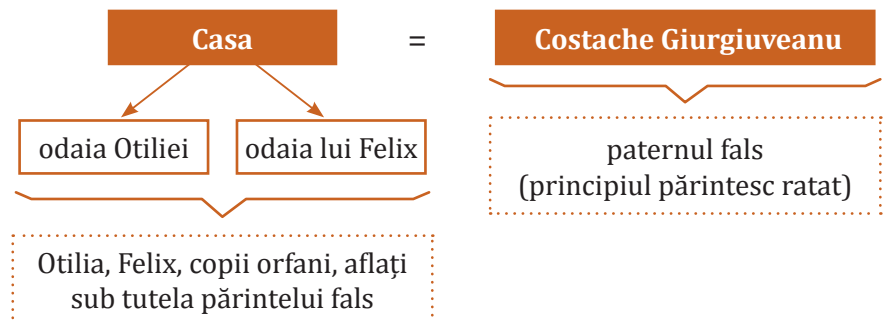 Casa
=
Costache Giurgiuveanu
odaia Otiliei
odaia lui Felix
paternul fals
(principiul părintesc ratat)
Otilia, Felix, copii orfani, aflați
sub tutela părintelui fals